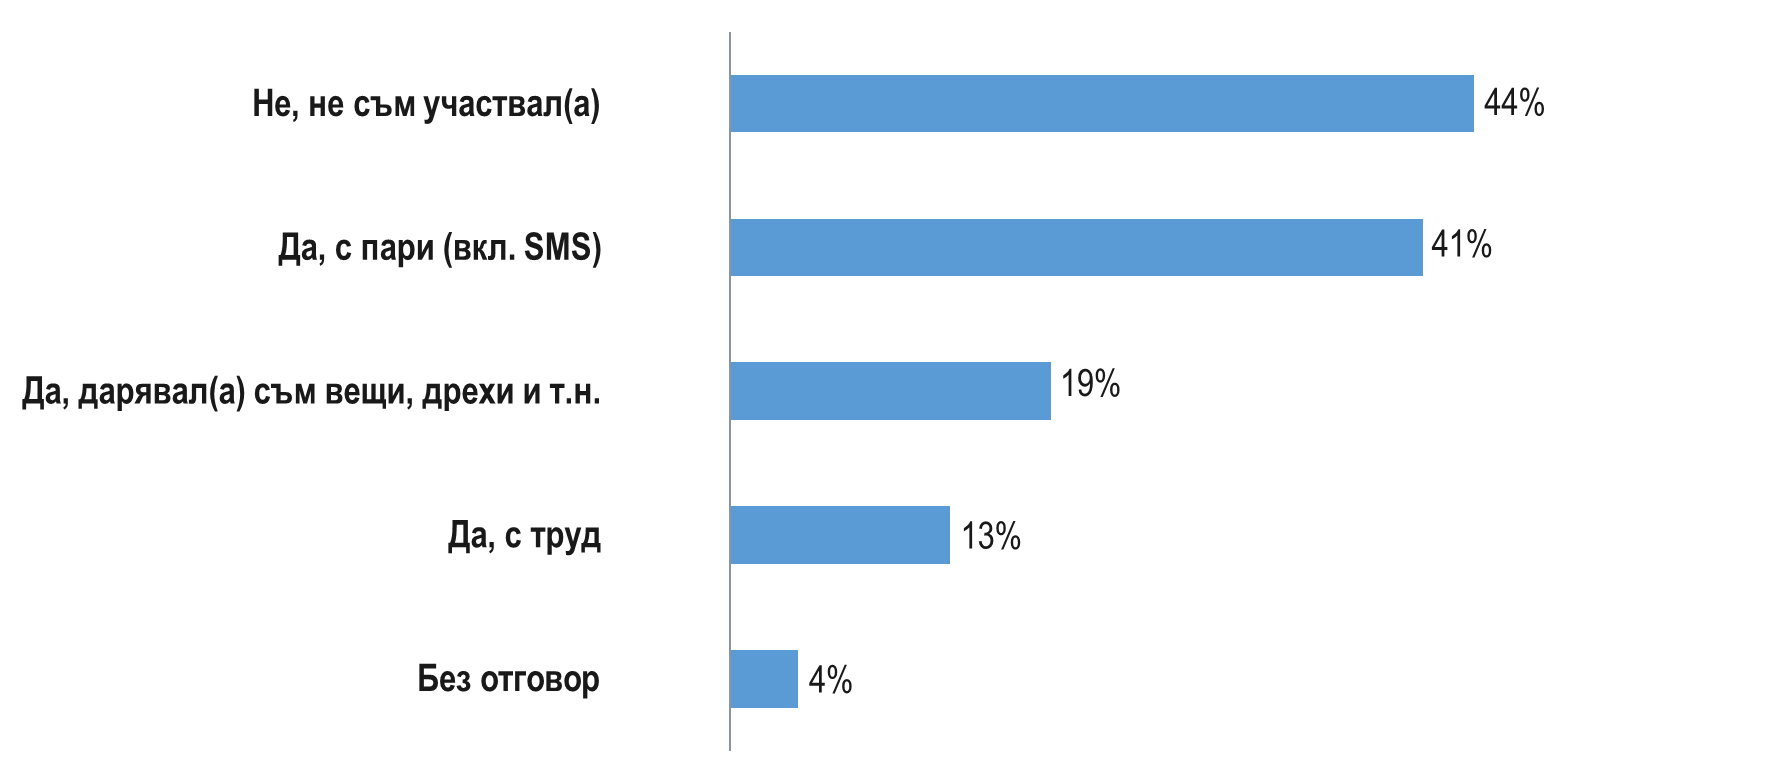 Не, не съм участвал(а) 44%
Да, с пари (вкл. SMS) 41%
Да, дарявал(а) съм вещи, дрехи и т.н. 19%
Да, с труд 13%
Без отговор 4%